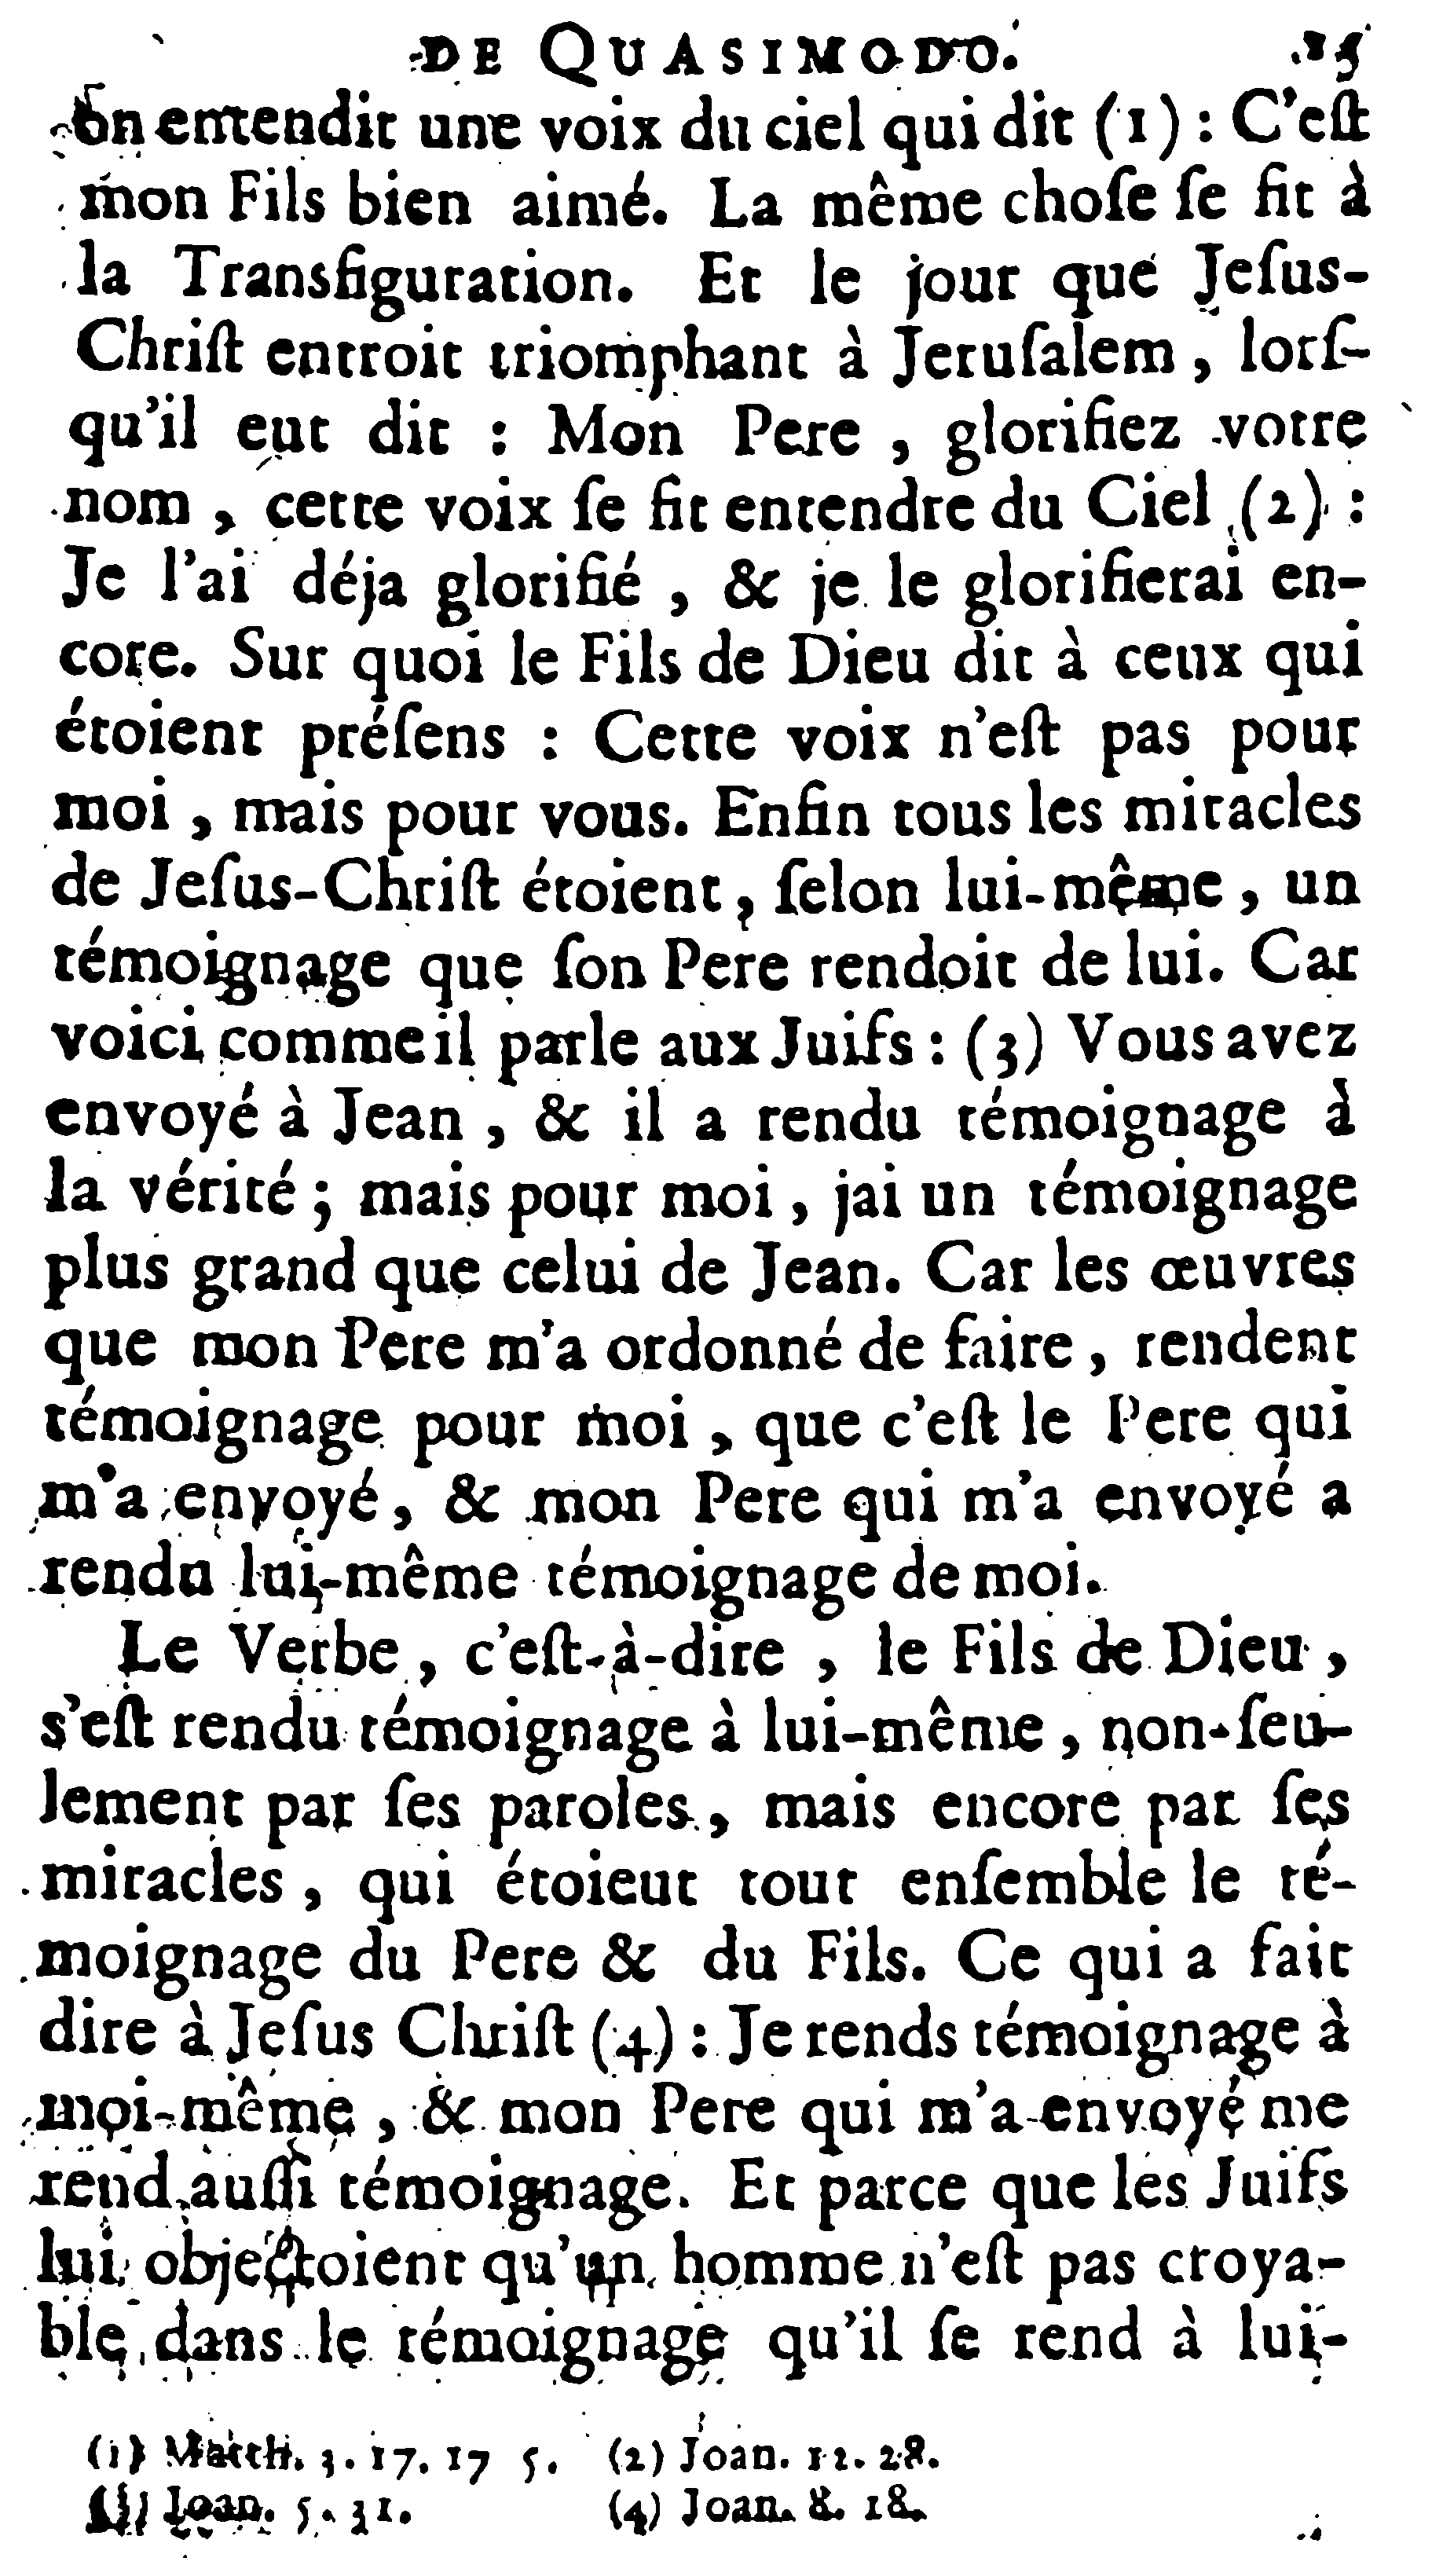 DE QUASIMODO. 15
on entendit une voix du ciel qui dit (1) : C'eſt
mon Fils bien aimé. La même choſe ſe fit à
la Transfiguration. Et le jour que Jeſus-
Chriſt entroit triomphant à Jeruſalem, lorſ-
qu'il eut dit : Mon Pere, glorifiez votre
nom, cette voix ſe fit entendre du Ciel (2) :
Je l'ai déja glorifié, & je le glorifierai en-
core. Sur quoi le Fils de Dieu dit à ceux qui
étoient préſens : Cette voix n'eſt pas pour
moi, mais pour vous. Enfin tous les miracles
de Jeſus-Chriſt étoient, ſelon lui-même, un
témoignage que ſon Pere rendoit de lui. Car
voici comme il parle aux Juifs : (3) Vous avez
envoyé à Jean, & il a rendu témoignage à
la vérité; mais pour moi, jai un témoignage
plus grand que celui de Jean. Car les œuvres
que mon Pere m'a ordonné de faire, rendent
témoignage pour moi, que c'eſt le Pere qui
m'a envoyé, & mon Pere qui m'a envoyé a
rendu lui-même témoignage de moi.
Le Verbe, c'eſt-à-dire, le Fils de Dieu,
s'eſt rendu témoignage à lui-même, non-ſeu-
lement par ſes paroles, mais encore par ſes
miracles, qui étoieut tout enſemble le té-
moignage du Pere & du Fils. Ce qui a fait
dire à Jeſus Chriſt (4) : Je rends témoignage à
moi-même, & mon Pere qui m'a envoyé me
rend auſſi témoignage. Et parce que les Juifs
lui objectoient qu'un homme n'eſt pas croya-
ble dans le témoignage qu'il ſe rend à lui-
(1) Matth. 3. 17. 17 5. (2) Joan. 12. 28.
(3) Joan. 5. 31. (4) Joan. 8. 18.